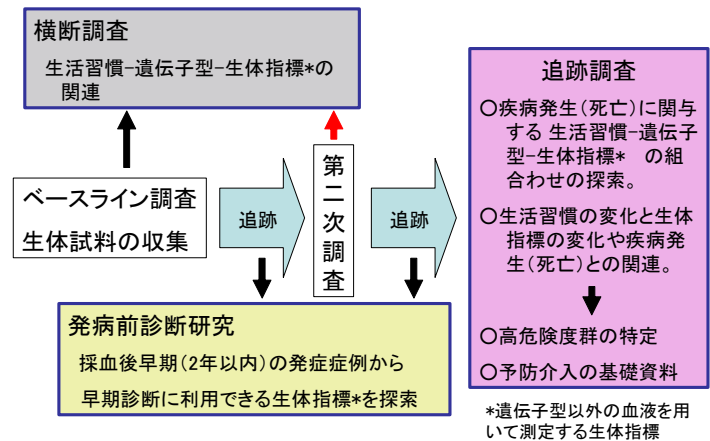 横断調査
生活習慣-遺伝子型-生体指標*の
関連
ベースライン調査
生体試料の収集
追跡
第二次調査
追跡
発病前診断研究
採血後早期(2年以内)の発症症例から
早期診断に利用できる生体指標*を探索
追跡調査
○疾病発生(死亡)に関与
する 生活習慣-遺伝子
型-生体指標* の組
合わせの探索。
○生活習慣の変化と生体
指標の変化や疾病発
生(死亡)との関連。
○高危険度群の特定
○予防介入の基礎資料
*遺伝子型以外の血液を用
いて測定する生体指標